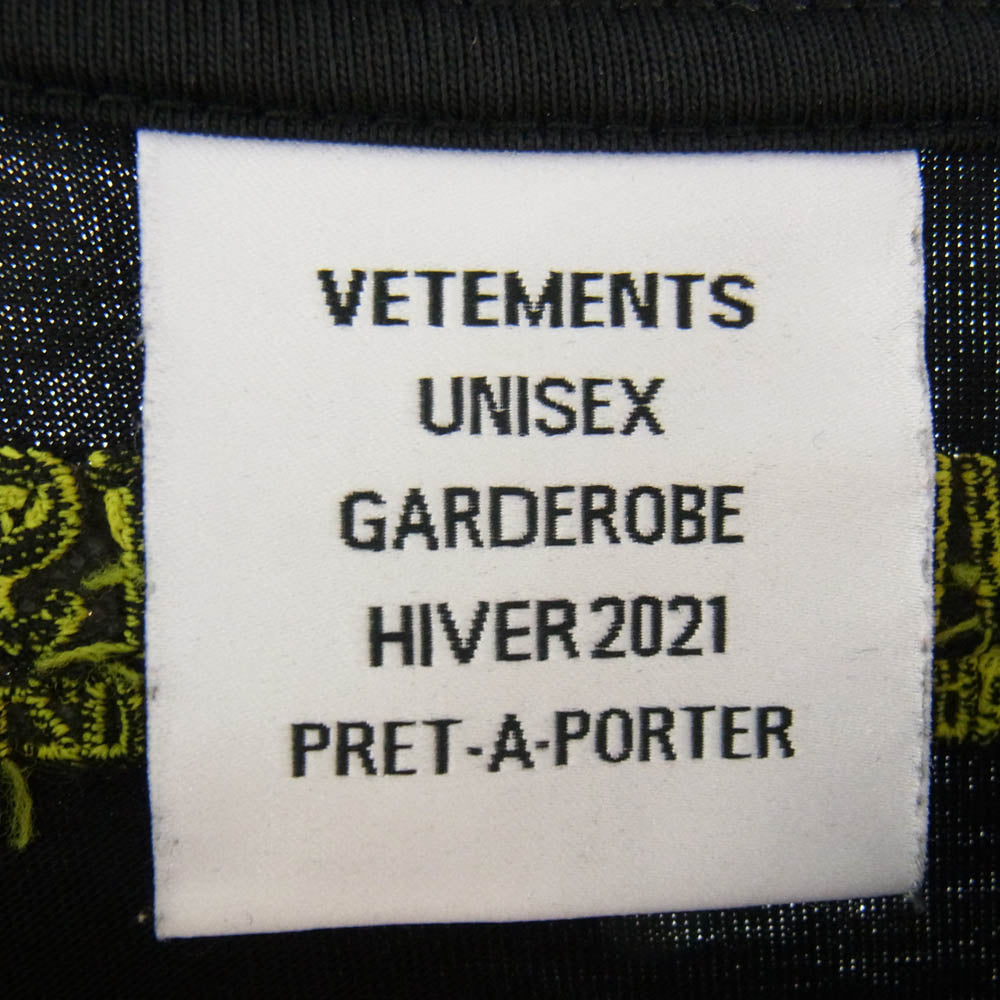 VETEMENTS
UNISEX
GARDEROBE
HIVER 2021
PRET-A-PORTER